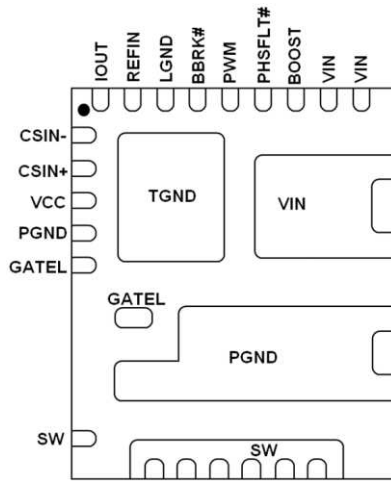 IOUT
REFIN
LGND
BBRK#
PWM
PHSFLT#
BOOST
VIN
VIN
CSIN-
CSIN+
VCC
PGND
GATEL
TGND
VIN
GATEL
PGND
SW
SW